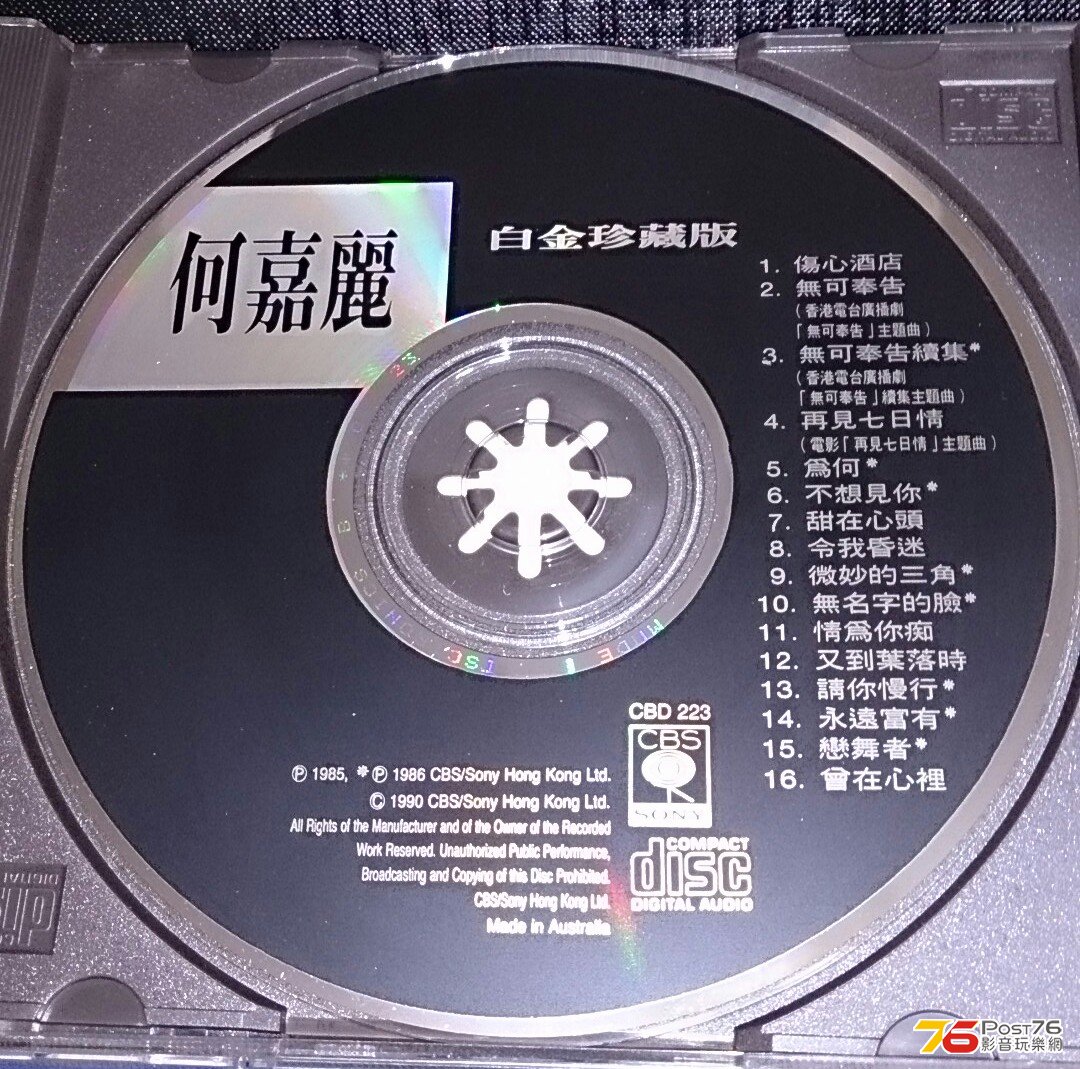 何嘉麗
白金珍藏版
1. 傷心酒店
2. 無可奉告
(香港電台廣播劇
「無可奉告」主題曲)
3. 無可奉告續集*
(香港電台廣播劇
「無可奉告」續集主題曲)
4. 再見七日情
(電影「再見七日情」主題曲)
5. 為何*
6. 不想見你*
7. 甜在心頭
8. 令我昏迷
9. 微妙的三角*
10. 無名字的臉*
11. 情為你痴
12. 又到葉落時
13. 請你慢行*
14. 永遠富有*
15. 戀舞者*
16. 曾在心裡
CBD 223
CBS
SONY
COMPACT
disc
DIGITAL AUDIO
Ⓟ 1985, *Ⓟ 1986 CBS/Sony Hong Kong Ltd.
© 1990 CBS/Sony Hong Kong Ltd.
All Rights of the Manufacturer and of the Owner of the Recorded
Work Reserved. Unauthorized Public Performance,
Broadcasting and Copying of this Disc Prohibited.
CBS/Sony Hong Kong Ltd.
Made in Australia
76 POST76
影音玩樂網